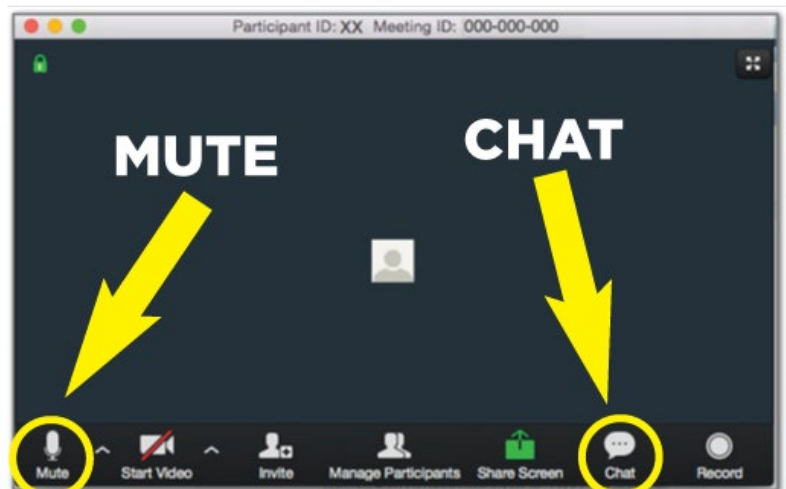 Participant ID: XX Meeting ID: 000-000-000
MUTE
CHAT
Mute
Start Video
Invite
Manage Participants
Share Screen
Chat
Record